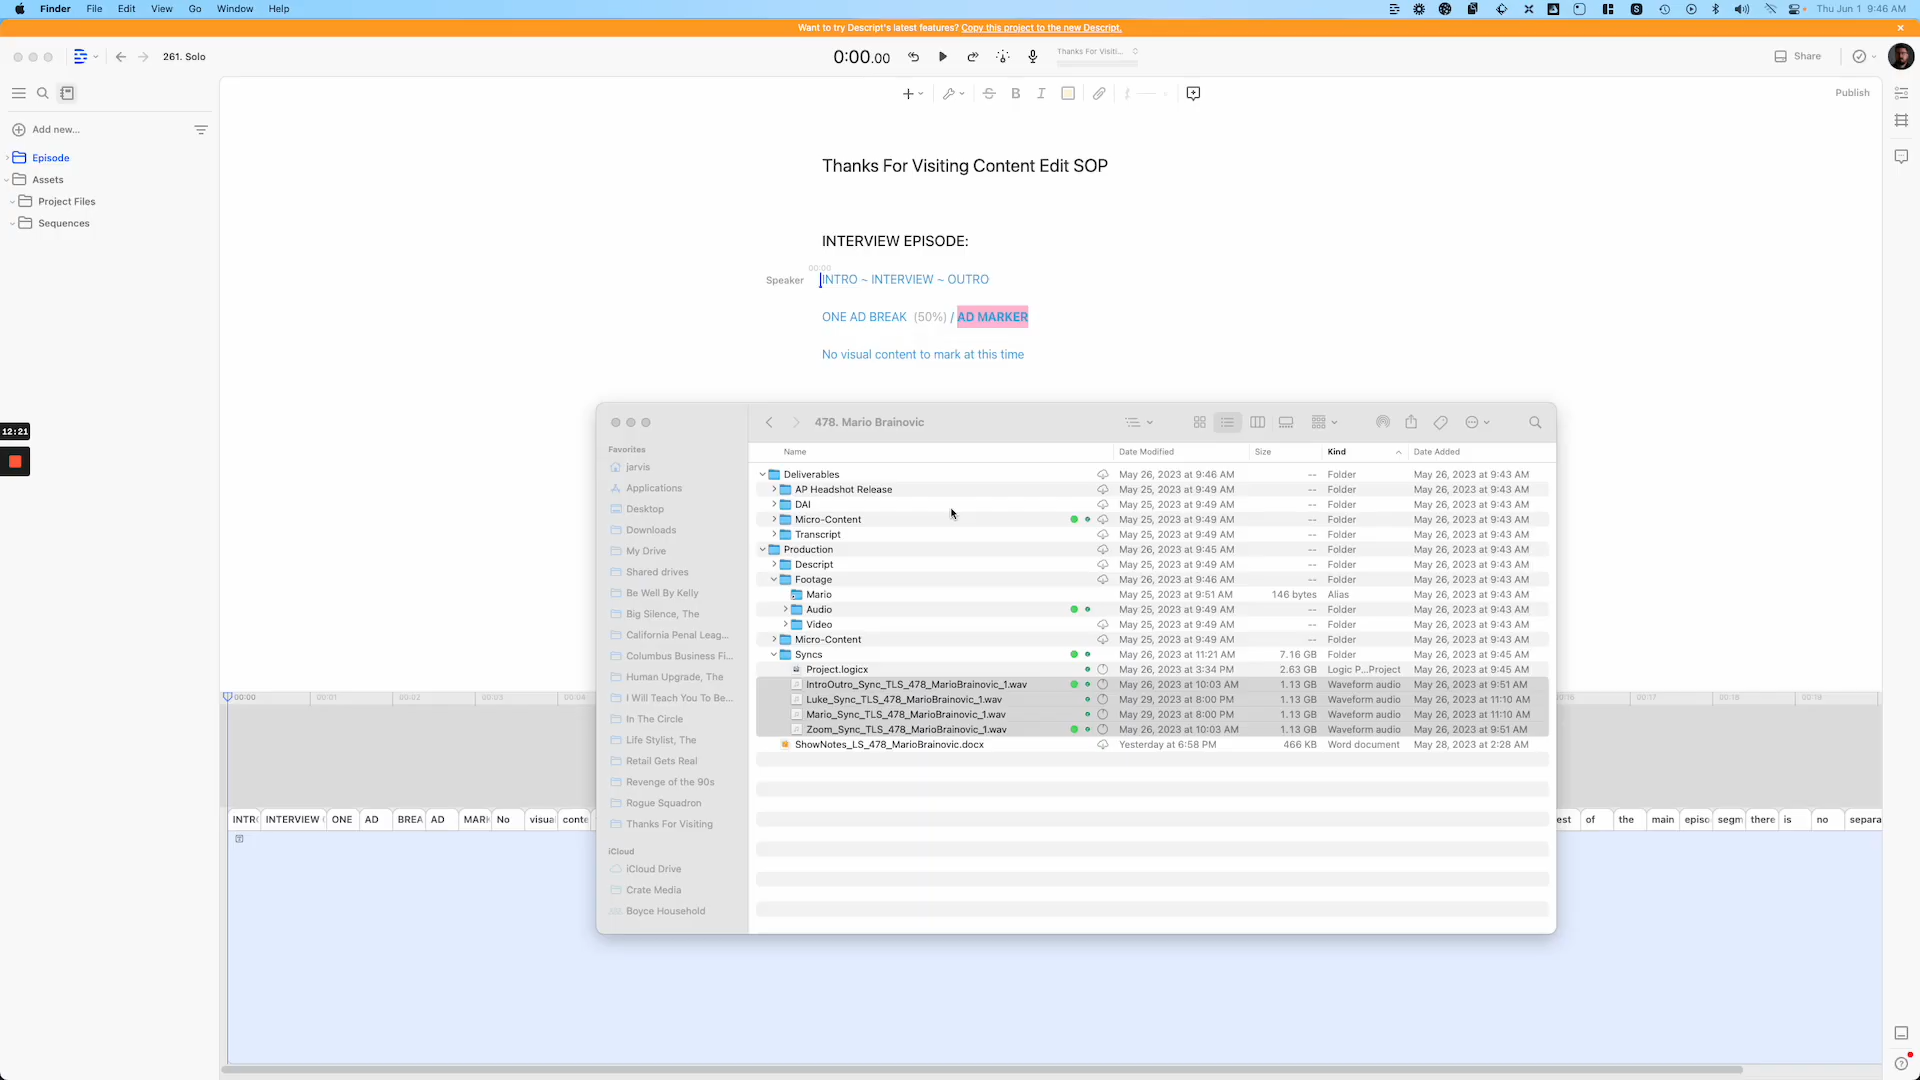 Finder File Edit View Go Window Help
Thu Jun 1 9:46 AM
Want to try Descript's latest features? Copy this project to the new Descript.
261. Solo
0:00.00
Thanks For Visiti...
Share
Publish
Add new...
Episode
Assets
Project Files
Sequences
Thanks For Visiting Content Edit SOP
INTERVIEW EPISODE:
00:00
Speaker
INTRO ~ INTERVIEW ~ OUTRO
ONE AD BREAK (50%) / AD MARKER
No visual content to mark at this time
12:21
478. Mario Brainovic
Favorites
jarvis
Applications
Desktop
Downloads
My Drive
Shared drives
Be Well By Kelly
Big Silence, The
California Penal Leag...
Columbus Business Fi...
Human Upgrade, The
I Will Teach You To Be...
In The Circle
Life Stylist, The
Retail Gets Real
Revenge of the 90s
Rogue Squadron
Thanks For Visiting
iCloud
iCloud Drive
Crate Media
Boyce Household
Name Date Modified Size Kind Date Added
Deliverables May 26, 2023 at 9:46 AM -- Folder May 26, 2023 at 9:43 AM
AP Headshot Release May 25, 2023 at 9:49 AM -- Folder May 26, 2023 at 9:43 AM
DAI May 25, 2023 at 9:49 AM -- Folder May 26, 2023 at 9:43 AM
Micro-Content May 25, 2023 at 9:49 AM -- Folder May 26, 2023 at 9:43 AM
Transcript May 25, 2023 at 9:49 AM -- Folder May 26, 2023 at 9:43 AM
Production May 26, 2023 at 9:45 AM -- Folder May 26, 2023 at 9:43 AM
Descript May 25, 2023 at 9:49 AM -- Folder May 26, 2023 at 9:43 AM
Footage May 26, 2023 at 9:46 AM -- Folder May 26, 2023 at 9:43 AM
Mario May 25, 2023 at 9:51 AM 146 bytes Alias May 26, 2023 at 9:43 AM
Audio May 25, 2023 at 9:49 AM -- Folder May 26, 2023 at 9:43 AM
Video May 25, 2023 at 9:49 AM -- Folder May 26, 2023 at 9:43 AM
Micro-Content May 25, 2023 at 9:49 AM -- Folder May 26, 2023 at 9:43 AM
Syncs May 26, 2023 at 11:21 AM 7.16 GB Folder May 26, 2023 at 9:45 AM
Project.logicx May 26, 2023 at 3:34 PM 2.63 GB Logic P...Project May 26, 2023 at 9:45 AM
IntroOutro_Sync_TLS_478_MarioBrainovic_1.wav May 26, 2023 at 10:03 AM 1.13 GB Waveform audio May 26, 2023 at 9:51 AM
Luke_Sync_TLS_478_MarioBrainovic_1.wav May 29, 2023 at 8:00 PM 1.13 GB Waveform audio May 26, 2023 at 11:10 AM
Mario_Sync_TLS_478_MarioBrainovic_1.wav May 29, 2023 at 8:00 PM 1.13 GB Waveform audio May 26, 2023 at 11:10 AM
Zoom_Sync_TLS_478_MarioBrainovic_1.wav May 26, 2023 at 10:03 AM 1.13 GB Waveform audio May 26, 2023 at 9:51 AM
ShowNotes_LS_478_MarioBrainovic.docx Yesterday at 6:58 PM 466 KB Word document May 28, 2023 at 2:28 AM
00:00 00:01 00:02 00:03 00:04 00:16 00:17 00:18 00:19
INTR INTERVIEW ONE AD BREA AD MARK No visua conte est of the main episo segm there is no separa